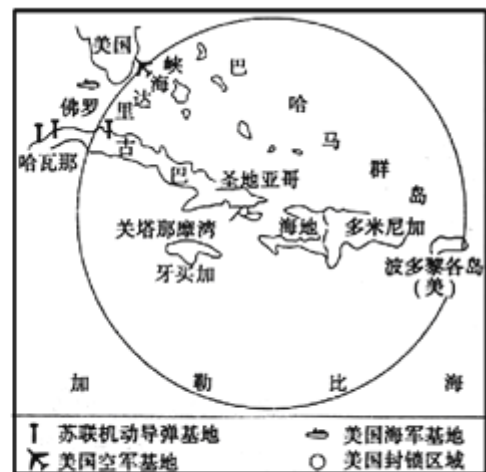 美国
佛罗里达海峡
巴哈马群岛
哈瓦那
古巴
圣地亚哥
关塔那摩湾
牙买加
海地
多米尼加
波多黎各岛
(美)
加勒比海
苏联机动导弹基地
美国海军基地
美国空军基地
美国封锁区域